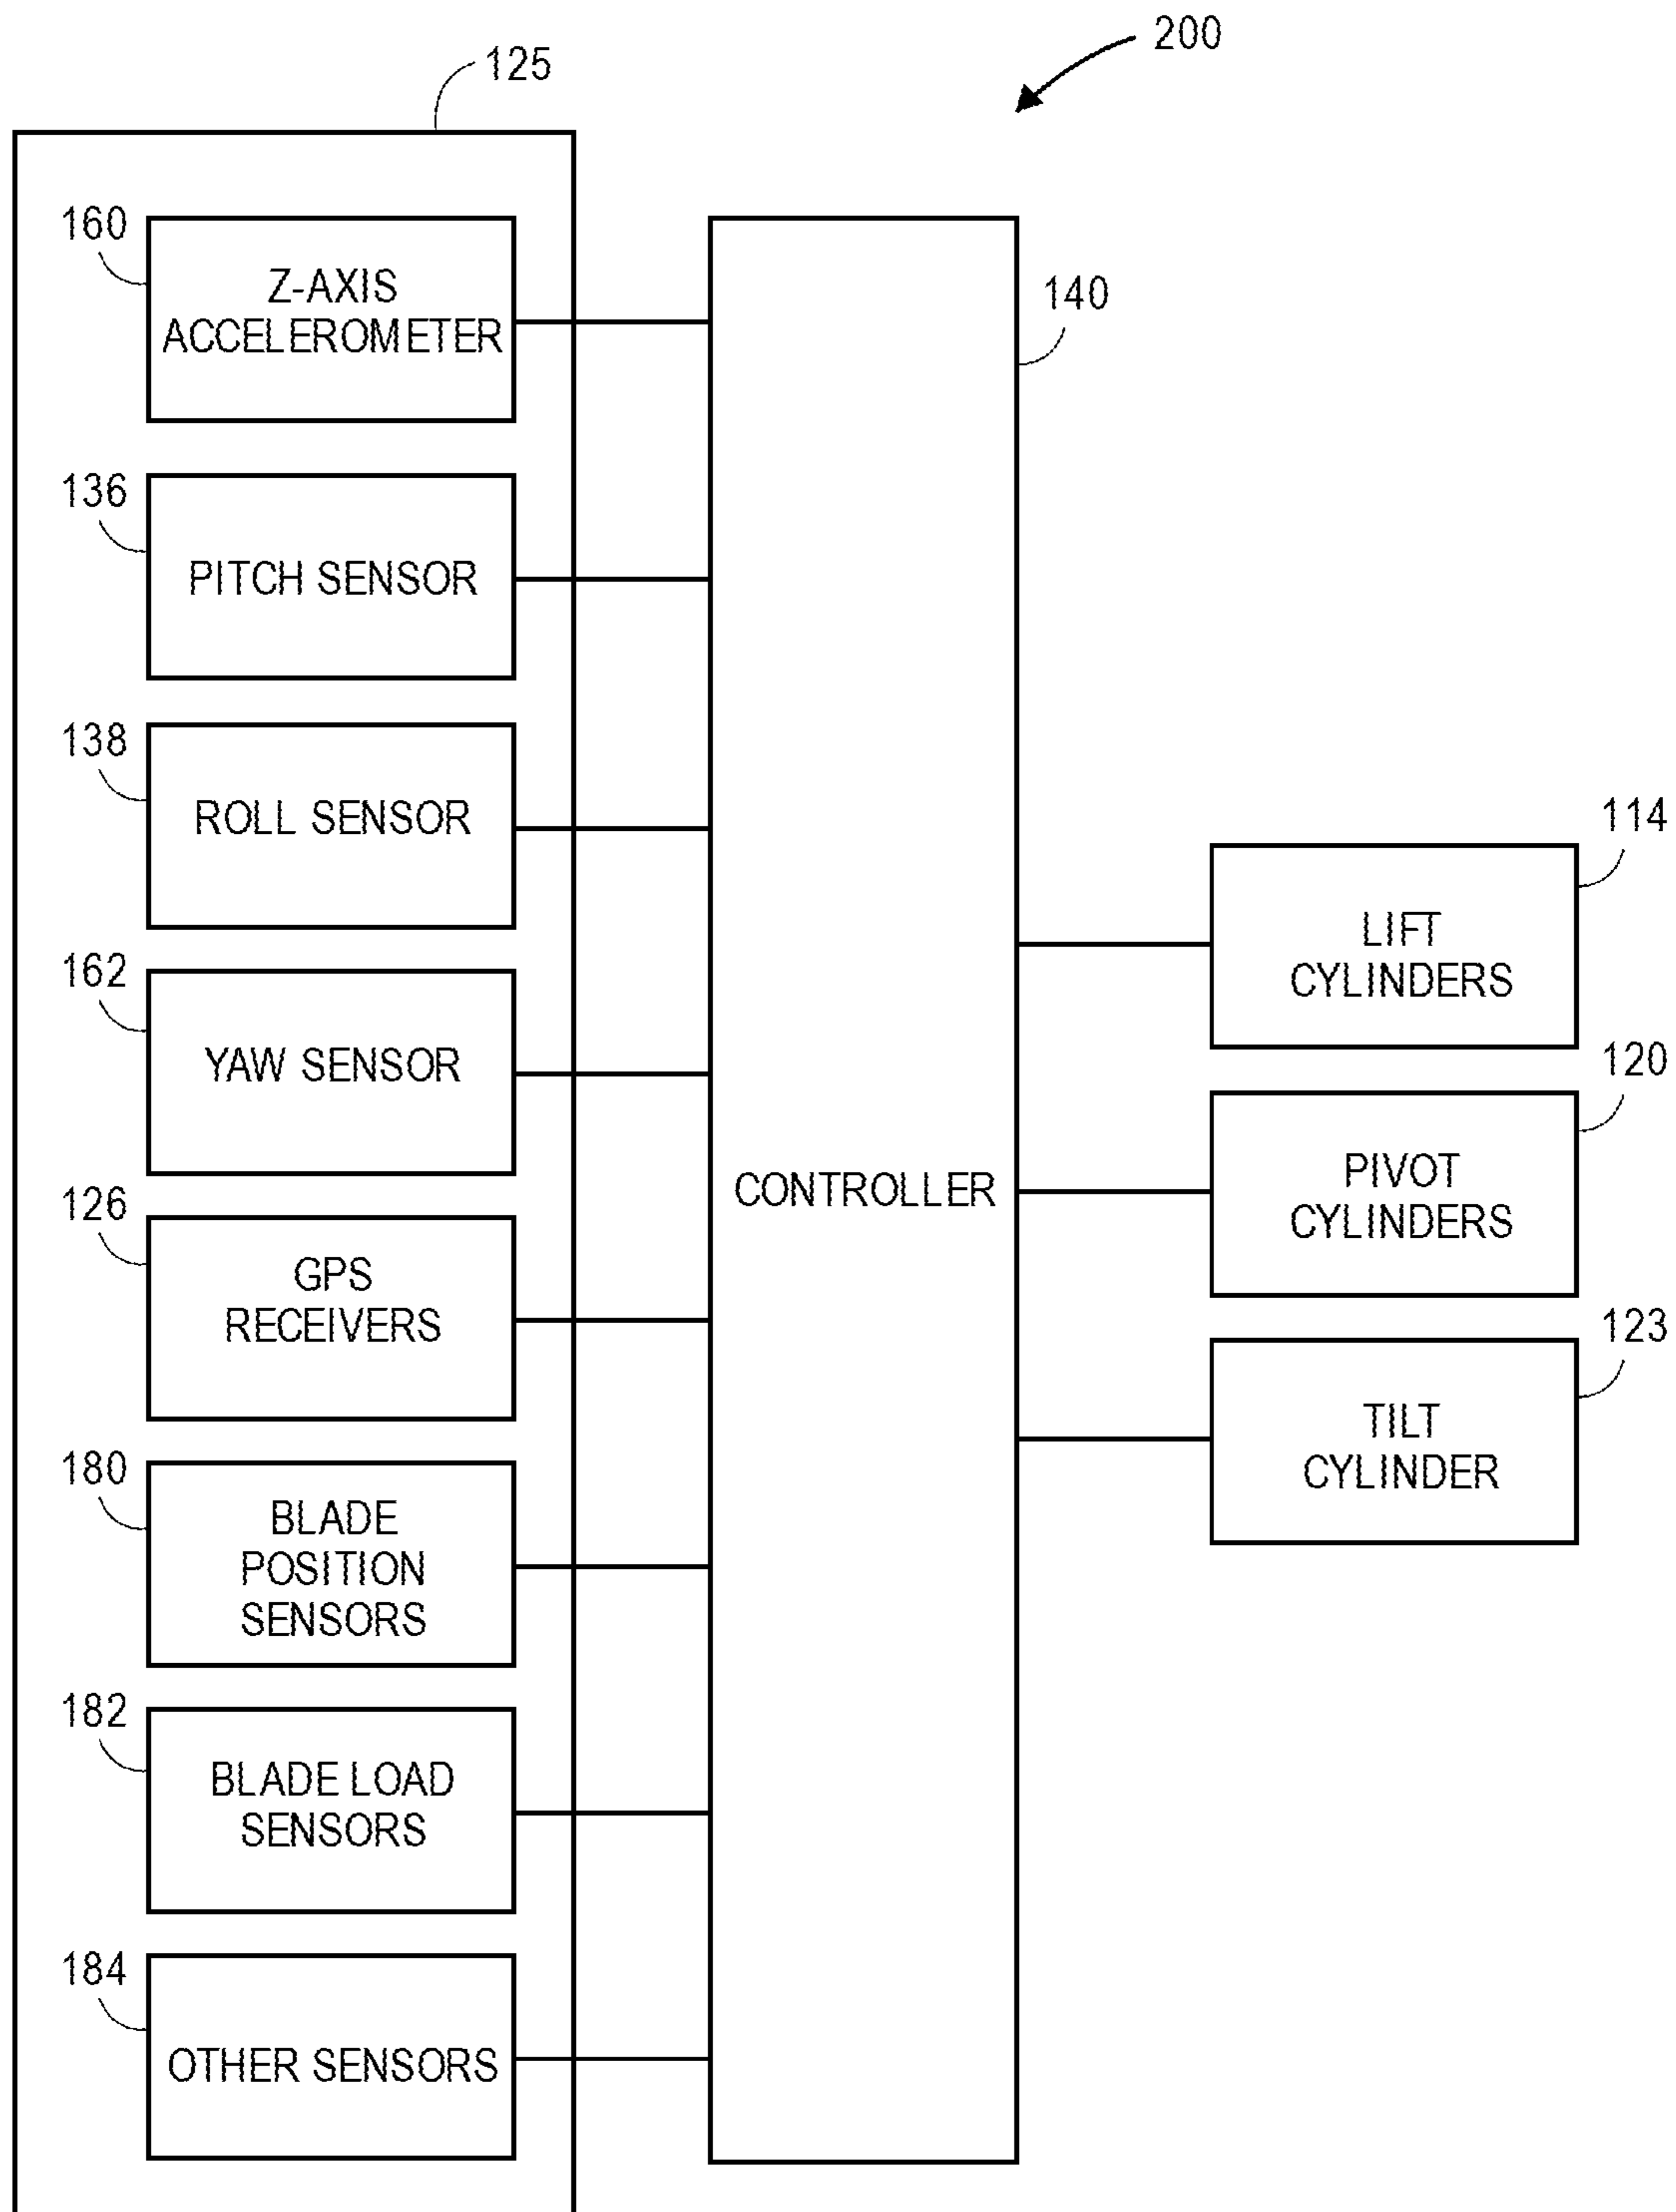 200
125
160
Z-AXIS
ACCELEROMETER
140
136
PITCH SENSOR
138
ROLL SENSOR
114
LIFT
CYLINDERS
162
YAW SENSOR
120
PIVOT
CYLINDERS
CONTROLLER
126
GPS
RECEIVERS
123
TILT
CYLINDER
180
BLADE
POSITION
SENSORS
182
BLADE LOAD
SENSORS
184
OTHER SENSORS